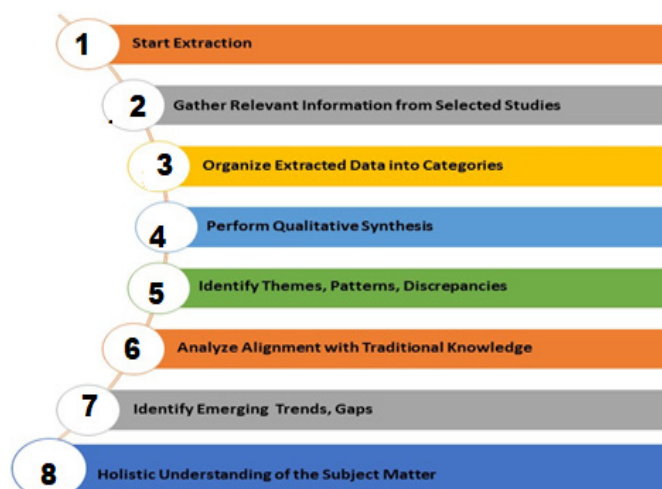 1 Start Extraction
2 Gather Relevant Information from Selected Studies
3 Organize Extracted Data into Categories
4 Perform Qualitative Synthesis
5 Identify Themes, Patterns, Discrepancies
6 Analyze Alignment with Traditional Knowledge
7 Identify Emerging Trends, Gaps
8 Holistic Understanding of the Subject Matter